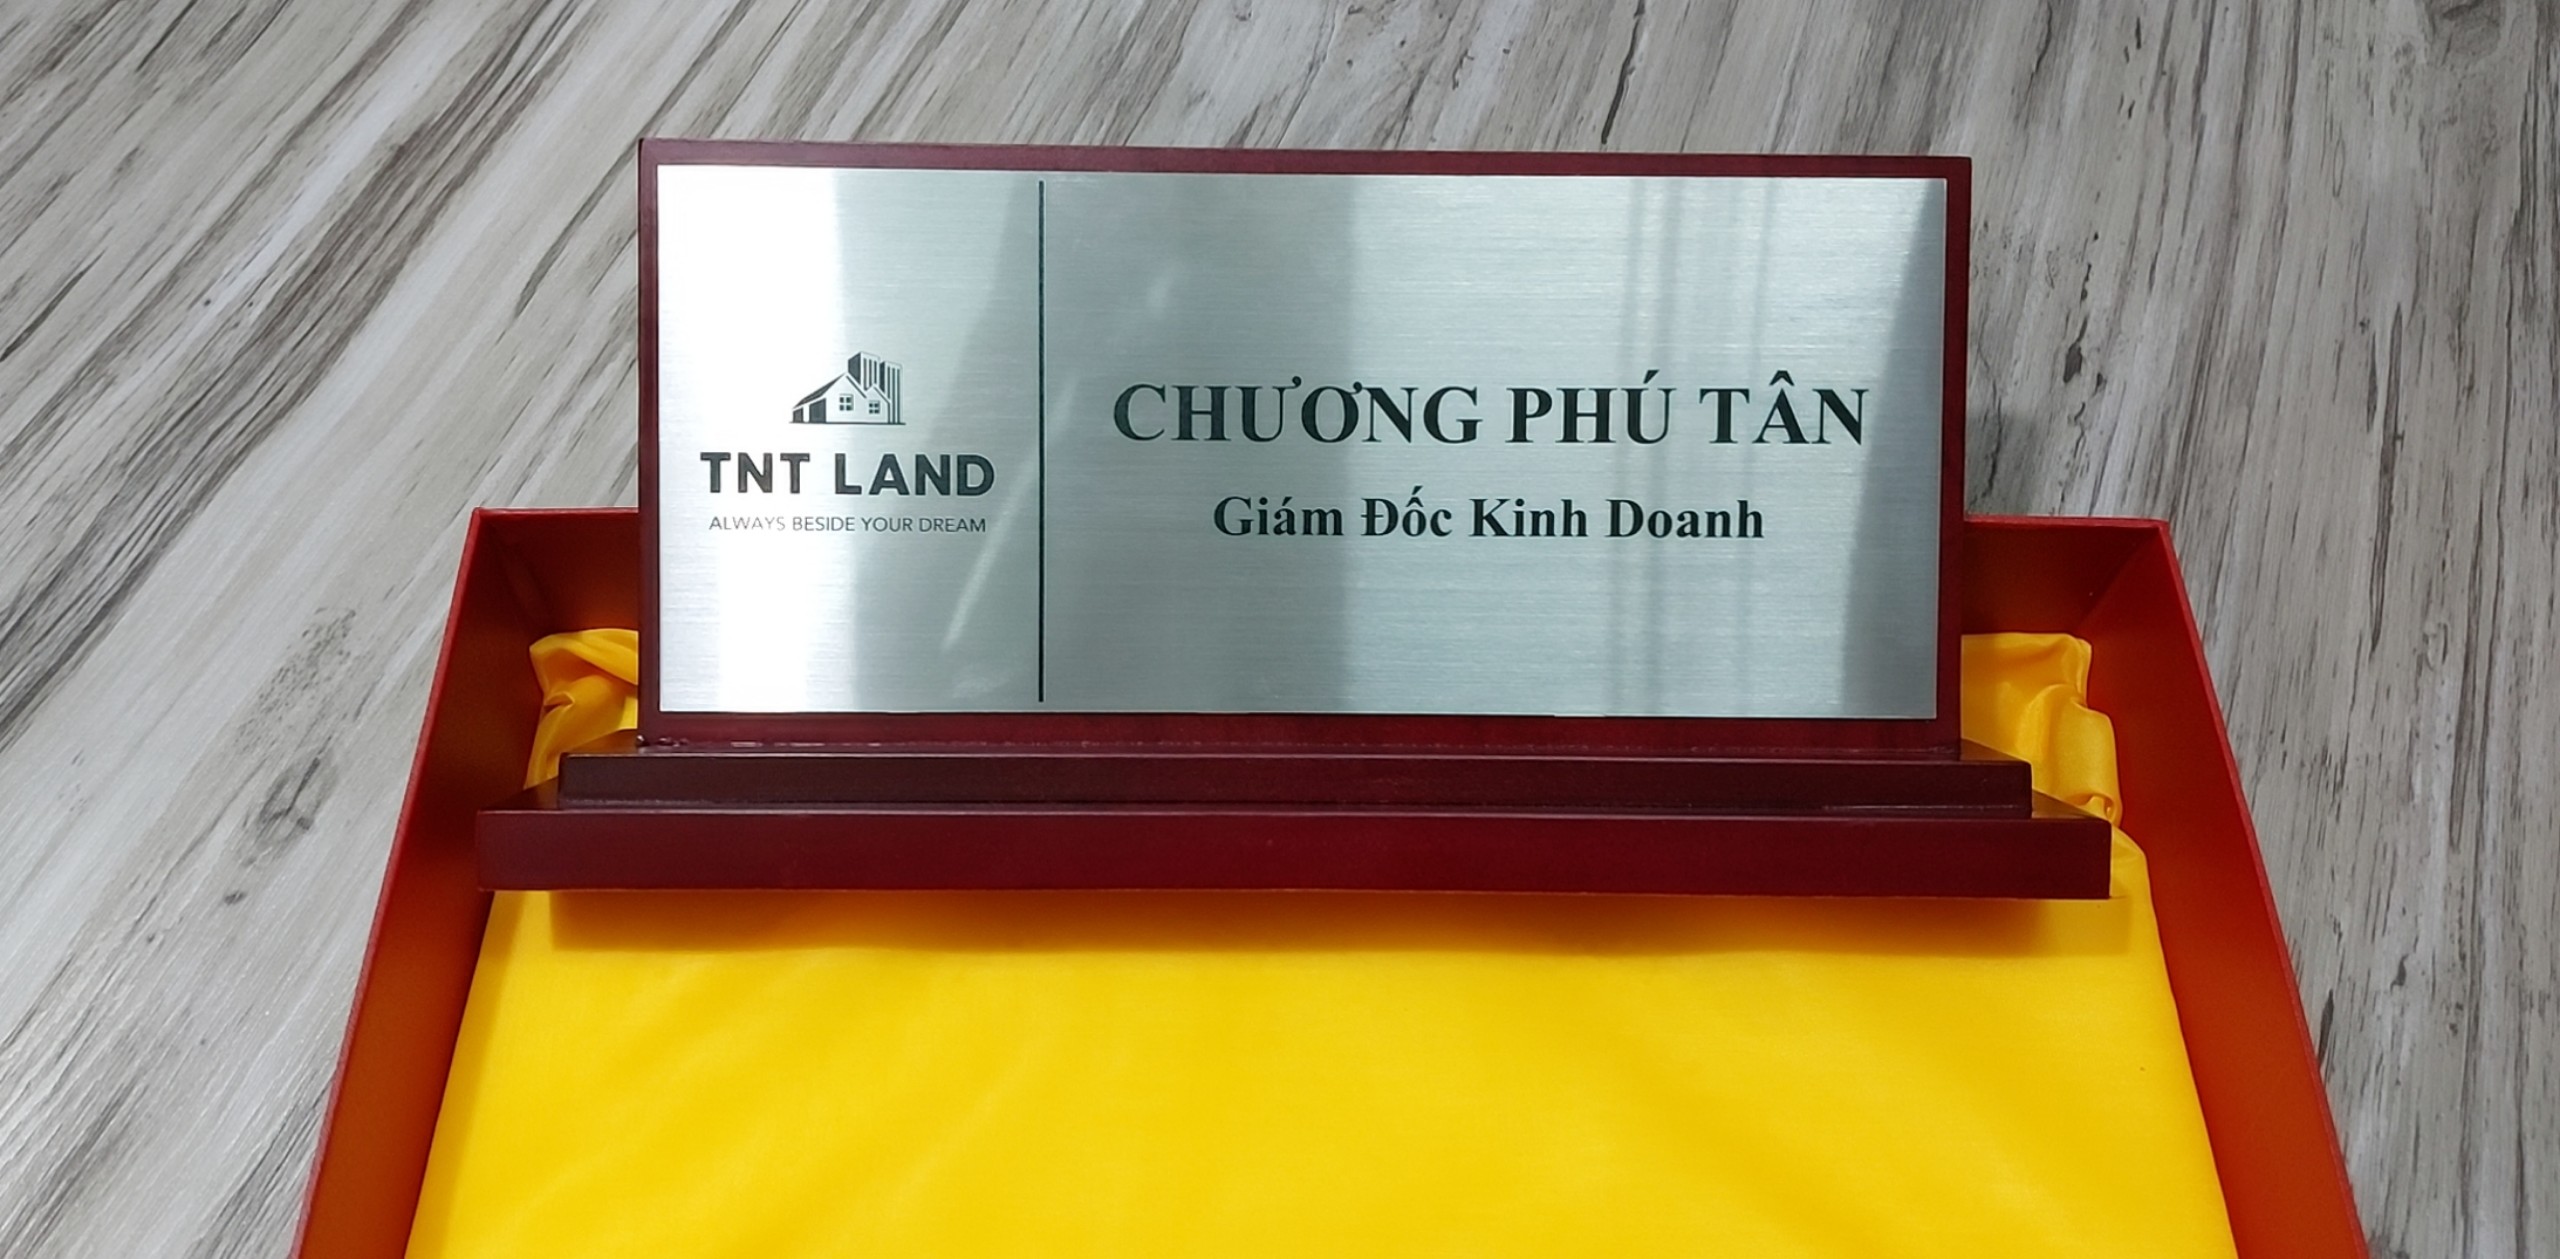 TNT LAND
ALWAYS BESIDE YOUR DREAM
CHƯƠNG PHÚ TÂN
Giám Đốc Kinh Doanh